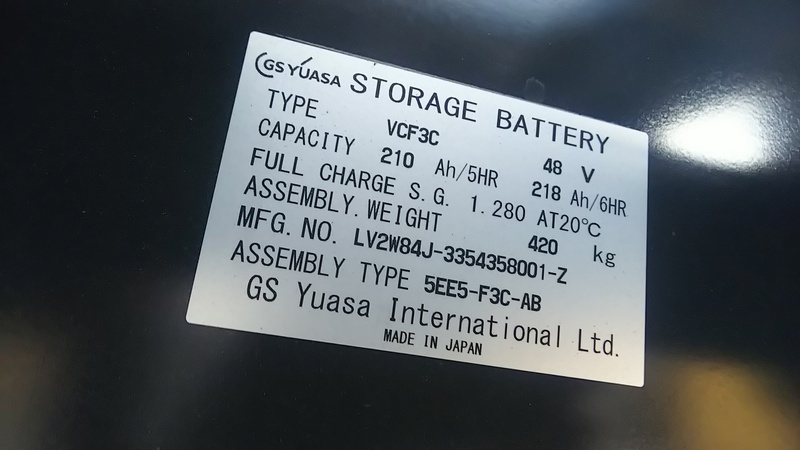 GS YUASA STORAGE BATTERY
TYPE VCF3C 48 V
CAPACITY 210 Ah/5HR 218 Ah/6HR
FULL CHARGE S.G. 1.280 AT20℃
ASSEMBLY.WEIGHT 420 kg
MFG.NO. LV2W84J-3354358001-Z
ASSEMBLY TYPE 5EE5-F3C-AB
GS Yuasa International Ltd.
MADE IN JAPAN